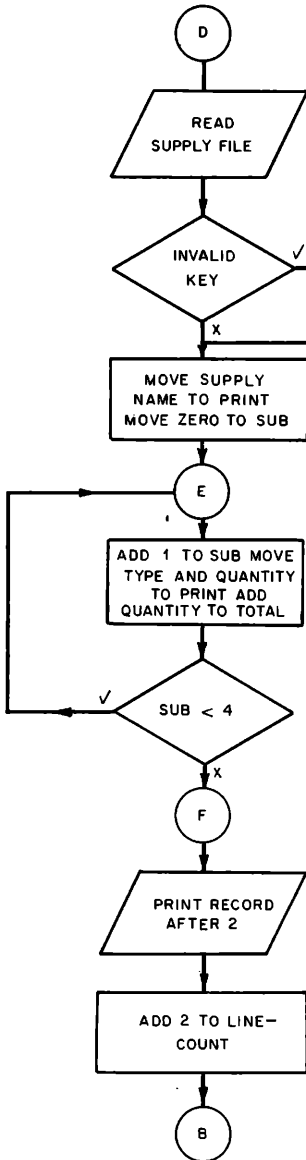 D
READ
SUPPLY FILE
INVALID
KEY
√
X
MOVE SUPPLY
NAME TO PRINT
MOVE ZERO TO SUB
E
ADD 1 TO SUB MOVE
TYPE AND QUANTITY
TO PRINT ADD
QUANTITY TO TOTAL
√
SUB < 4
X
F
PRINT RECORD
AFTER 2
ADD 2 TO LINE-
COUNT
B